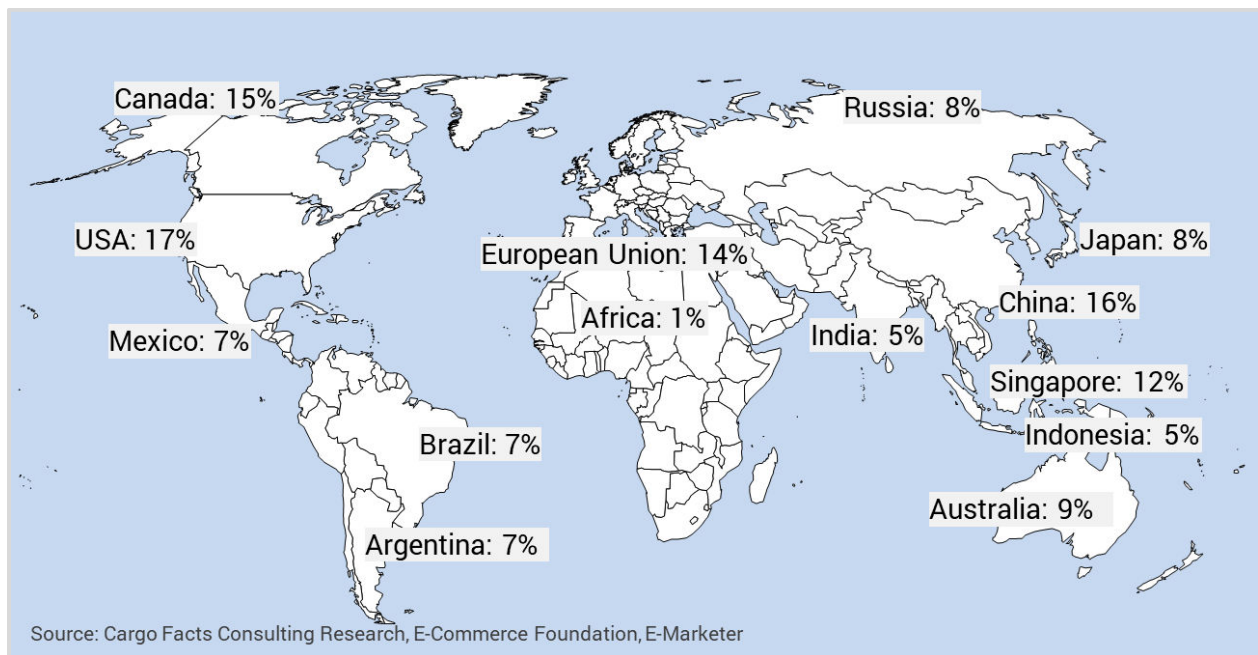 Canada: 15%
Russia: 8%
USA: 17%
European Union: 14%
Japan: 8%
Africa: 1%
China: 16%
Mexico: 7%
India: 5%
Singapore: 12%
Brazil: 7%
Indonesia: 5%
Australia: 9%
Argentina: 7%
Source: Cargo Facts Consulting Research, E-Commerce Foundation, E-Marketer